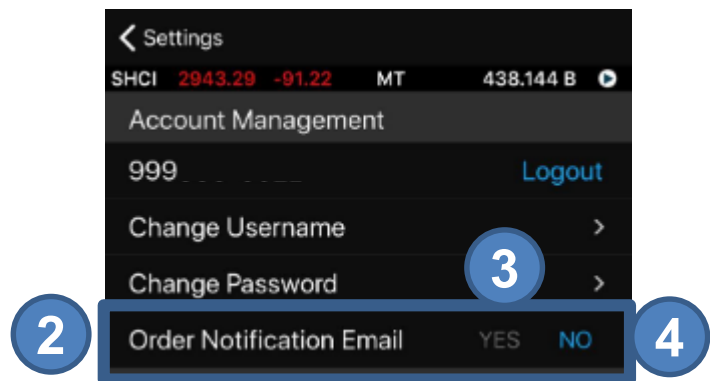 Settings
SHCI 2943.29 -91.22 MT 438.144 B
Account Management
999
Logout
Change Username
3
Change Password
2
Order Notification Email YES NO
4